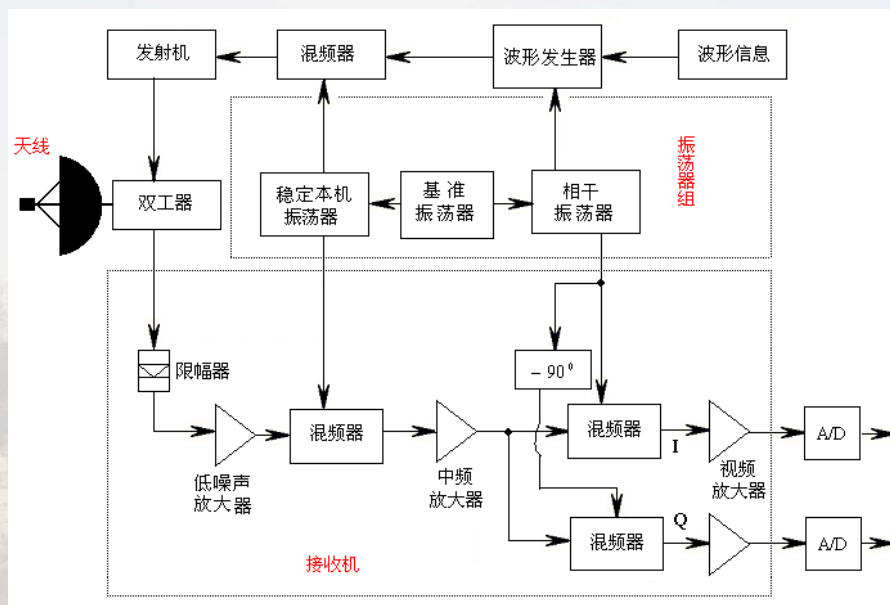 发射机
混频器
波形发生器
波形信息
天线
振荡器组
双工器
稳定本机
振荡器
基准
振荡器
相干
振荡器
限幅器
－90⁰
混频器
混频器
I
A/D
低噪声
放大器
中频
放大器
视频
放大器
Q
混频器
A/D
接收机